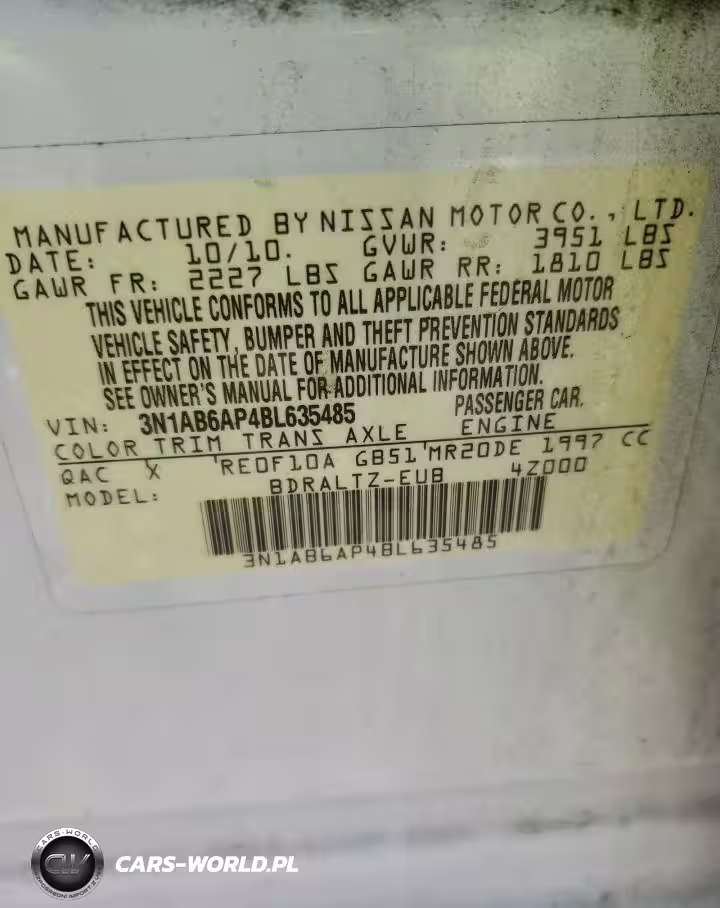 MANUFACTURED BY NISSAN MOTOR CO., LTD.
DATE: 10/10. GVWR: 3951 LBS
GAWR FR: 2227 LBS GAWR RR: 1810 LBS
THIS VEHICLE CONFORMS TO ALL APPLICABLE FEDERAL MOTOR
VEHICLE SAFETY, BUMPER AND THEFT PREVENTION STANDARDS
IN EFFECT ON THE DATE OF MANUFACTURE SHOWN ABOVE.
SEE OWNER'S MANUAL FOR ADDITIONAL INFORMATION.
VIN: 3N1AB6AP4BL635485 PASSENGER CAR.
COLOR TRIM TRANS AXLE ENGINE
QAC X RE0F10A GB51 MR20DE 1997 CC
MODEL: BDRALTZ-EUB 4Z000
3N1AB6AP4BL635485
CARS-WORLD
CW
CARS-WORLD.PL